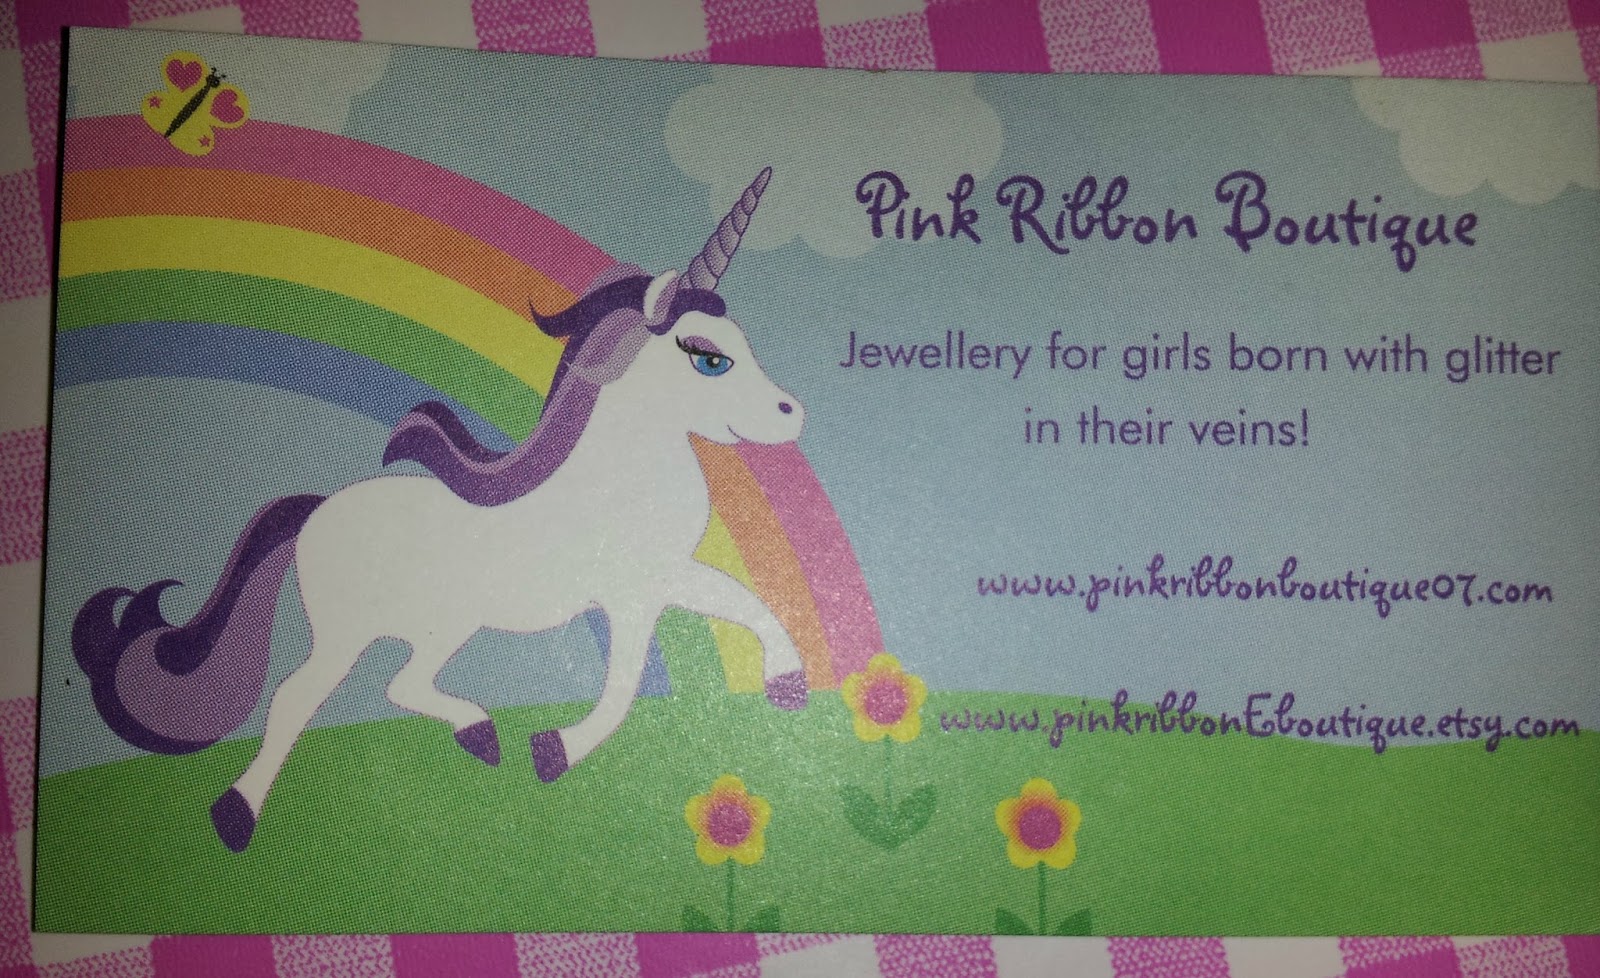 Pink Ribbon Boutique
Jewellery for girls born with glitter
in their veins!
www.pinkribbonboutique07.com
www.pinkribbonEboutique.etsy.com